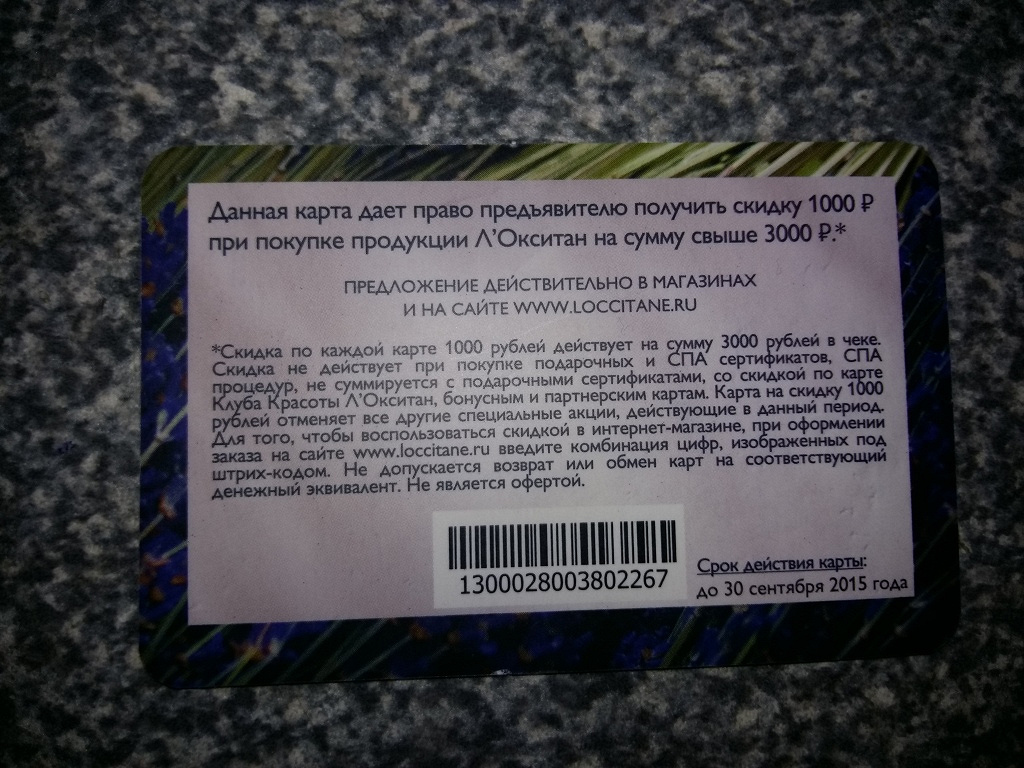 Данная карта дает право предъявителю получить скидку 1000 ₽
при покупке продукции Л'Окситан на сумму свыше 3000 ₽.*
ПРЕДЛОЖЕНИЕ ДЕЙСТВИТЕЛЬНО В МАГАЗИНАХ
И НА САЙТЕ WWW.LOCCITANE.RU
*Скидка по каждой карте 1000 рублей действует на сумму 3000 рублей в чеке.
Скидка не действует при покупке подарочных и СПА сертификатов, СПА
процедур, не суммируется с подарочными сертификатами, со скидкой по карте
Клуба Красоты Л'Окситан, бонусным и партнерским картам. Карта на скидку 1000
рублей отменяет все другие специальные акции, действующие в данный период.
Для того, чтобы воспользоваться скидкой в интернет-магазине, при оформлении
заказа на сайте www.loccitane.ru введите комбинация цифр, изображенных под
штрих-кодом. Не допускается возврат или обмен карт на соответствующий
денежный эквивалент. Не является офертой.
1300028003802267
Срок действия карты:
до 30 сентября 2015 года